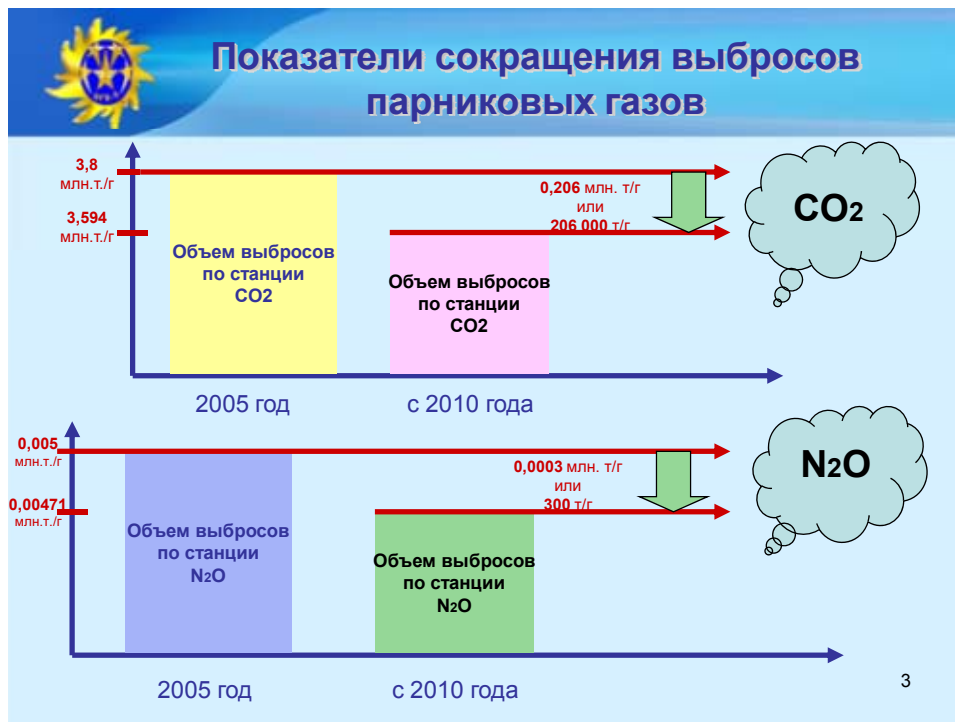 Показатели сокращения выбросов
парниковых газов
3,8
млн.т./г
3,594
млн.т./г
0,206 млн. т/г
или
206 000 т/г
CO2
Объем выбросов
по станции
СО2
Объем выбросов
по станции
СО2
2005 год
с 2010 года
0,005
млн.т./г
0,00471
млн.т./г
0,0003 млн. т/г
или
300 т/г
N2O
Объем выбросов
по станции
N2O
Объем выбросов
по станции
N2O
2005 год
с 2010 года
3